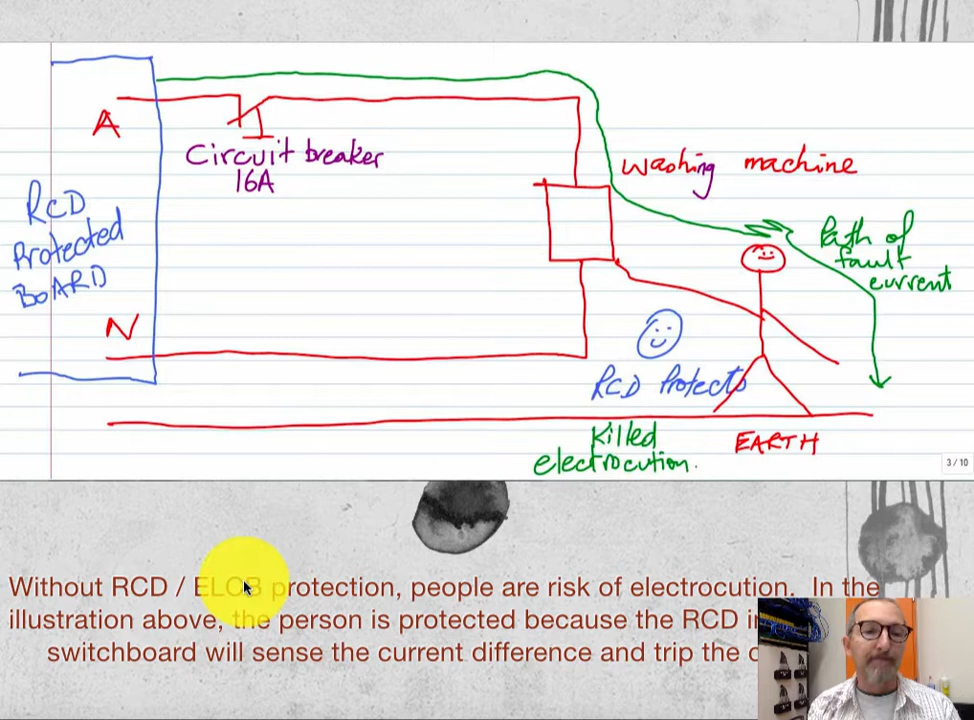 A
Circuit breaker
16A
washing machine
RCD
Protected
BOARD
Path of
fault
current
N
RCD Protects
Killed
electrocution.
EARTH
3 / 10
Without RCD / ELCB protection, people are risk of electrocution. In the
illustration above, the person is protected because the RCD
switchboard will sense the current difference and trip the